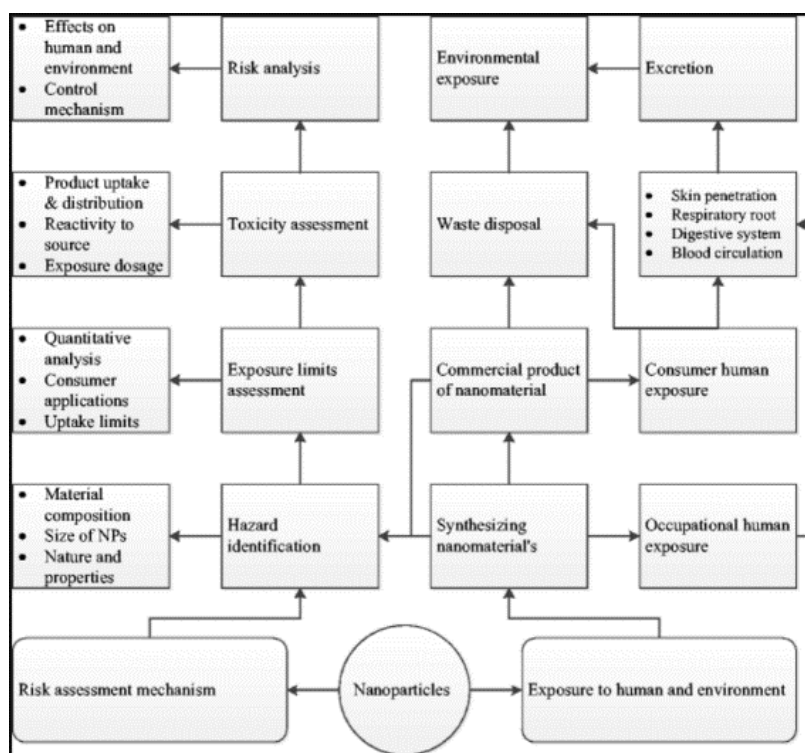 • Effects on
human and
environment
• Control
mechanism
Risk analysis
Environmental
exposure
Excretion
• Product uptake
& distribution
• Reactivity to
source
• Exposure dosage
Toxicity assessment
Waste disposal
• Skin penetration
• Respiratory root
• Digestive system
• Blood circulation
• Quantitative
analysis
• Consumer
applications
• Uptake limits
Exposure limits
assessment
Commercial product
of nanomaterial
Consumer human
exposure
• Material
composition
• Size of NPs
• Nature and
properties
Hazard
identification
Synthesizing
nanomaterial's
Occupational human
exposure
Risk assessment mechanism
Nanoparticles
Exposure to human and environment